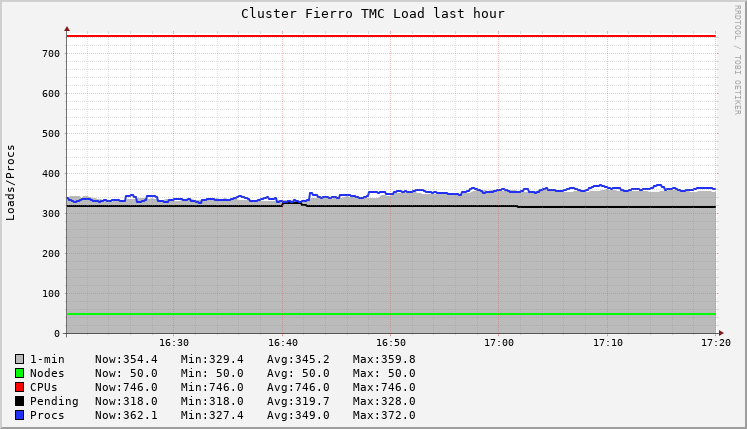 Cluster Fierro TMC Load last hour
RRDTOOL / TOBI OETIKER
Loads/Procs
700
600
500
400
300
200
100
0
16:30 16:40 16:50 17:00 17:10 17:20
1-min Now:354.4 Min:329.4 Avg:345.2 Max:359.8
Nodes Now: 50.0 Min: 50.0 Avg: 50.0 Max: 50.0
CPUs Now:746.0 Min:746.0 Avg:746.0 Max:746.0
Pending Now:318.0 Min:318.0 Avg:319.7 Max:328.0
Procs Now:362.1 Min:327.4 Avg:349.0 Max:372.0